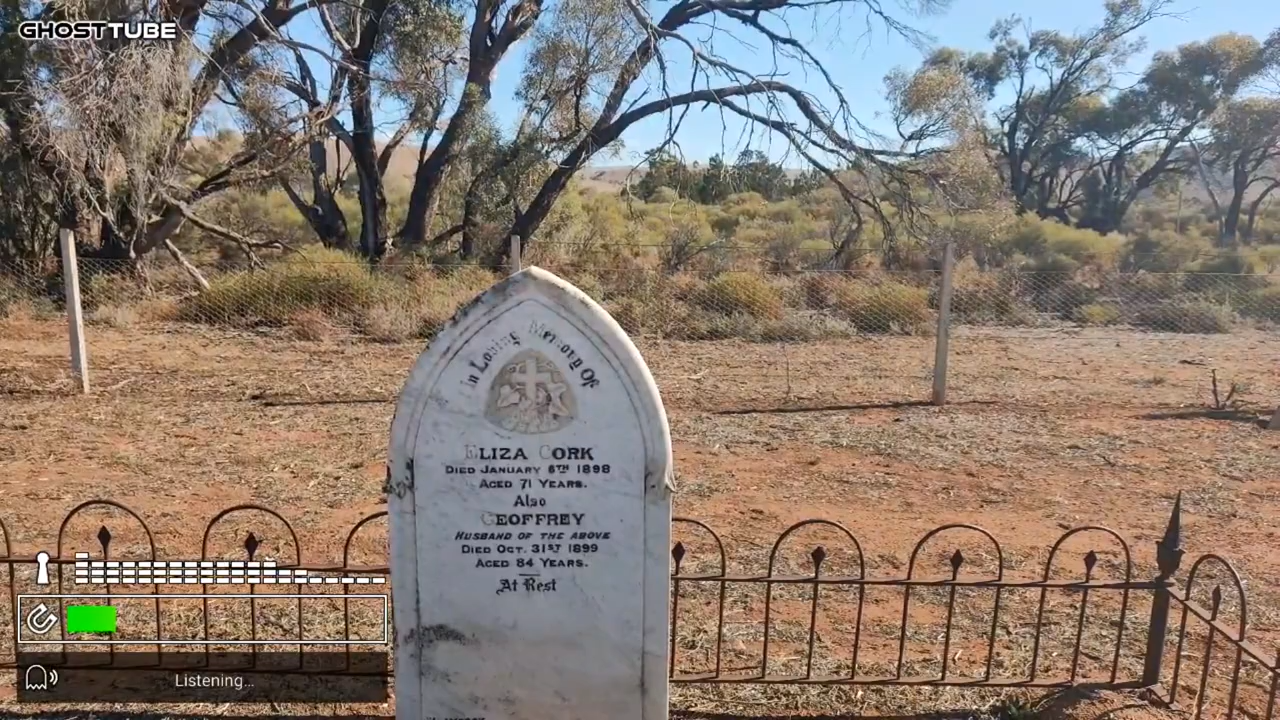 GHOSTTUBE
In Loving Memory Of
ELIZA CORK
DIED JANUARY 6TH 1898
AGED 71 YEARS.
Also
GEOFFREY
HUSBAND OF THE ABOVE
DIED OCT. 31ST 1899
AGED 84 YEARS.
At Rest
Listening...